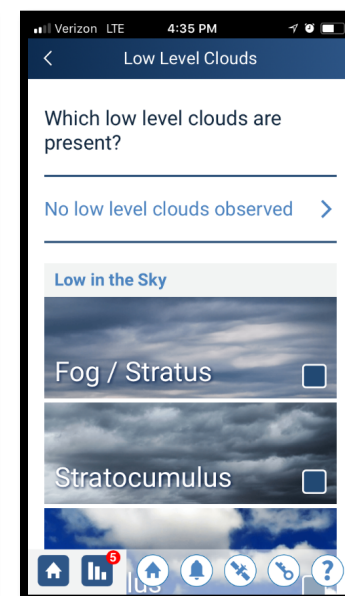 Verizon LTE 4:35 PM
Low Level Clouds
Which low level clouds are
present?
No low level clouds observed
Low in the Sky
Fog / Stratus
Stratocumulus
5
?